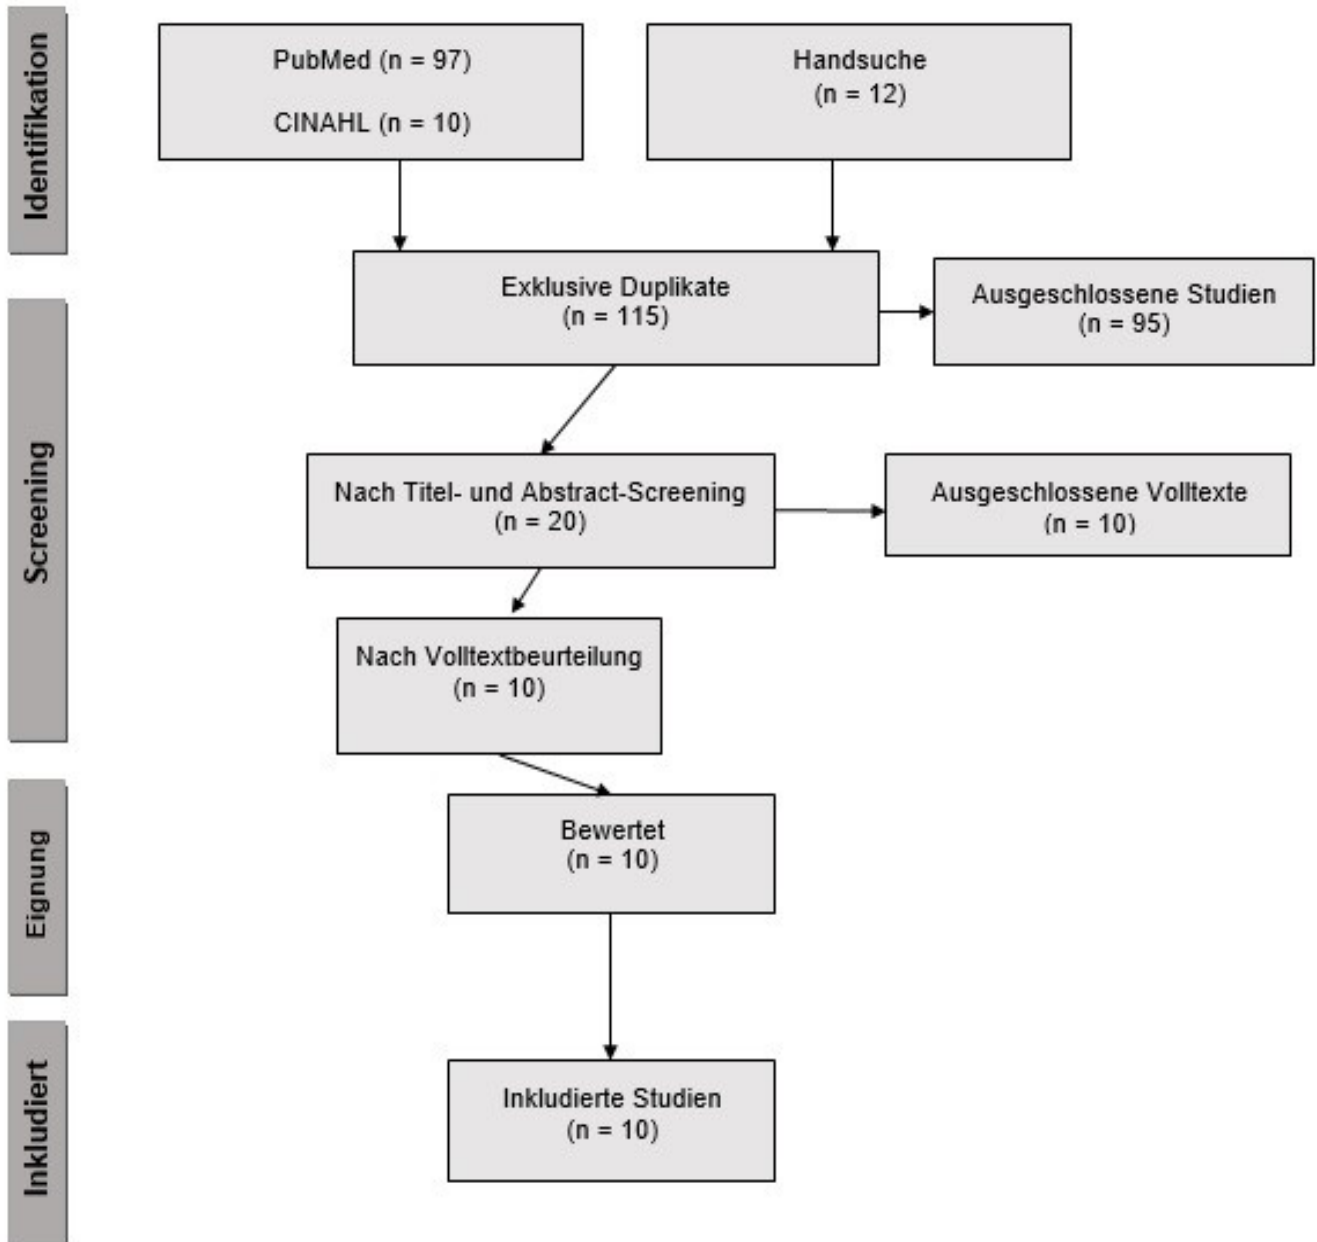 Identifikation
PubMed (n = 97)
CINAHL (n = 10)
Handsuche
(n = 12)
Exklusive Duplikate
(n = 115)
Ausgeschlossene Studien
(n = 95)
Screening
Nach Titel- und Abstract-Screening
(n = 20)
Ausgeschlossene Volltexte
(n = 10)
Nach Volltextbeurteilung
(n = 10)
Eignung
Bewertet
(n = 10)
Inkludiert
Inkludierte Studien
(n = 10)